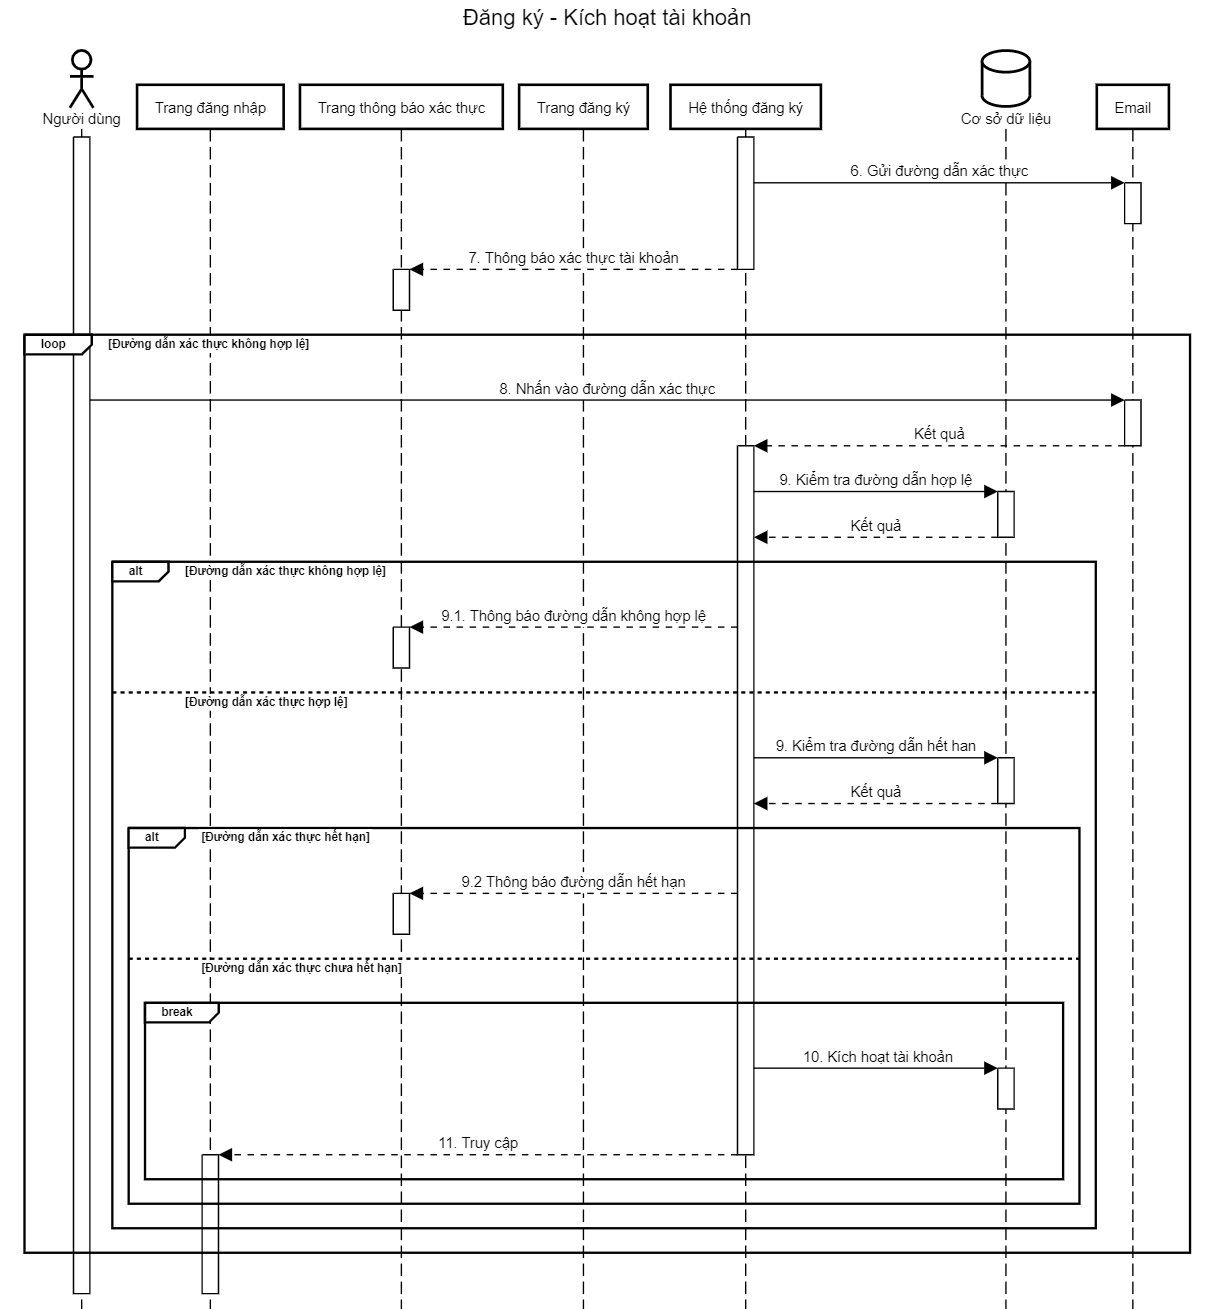 Đăng ký - Kích hoạt tài khoản
Người dùng
Trang đăng nhập
Trang thông báo xác thực
Trang đăng ký
Hệ thống đăng ký
Cơ sở dữ liệu
Email
6. Gửi đường dẫn xác thực
7. Thông báo xác thực tài khoản
loop
[Đường dẫn xác thực không hợp lệ]
8. Nhấn vào đường dẫn xác thực
Kết quả
9. Kiểm tra đường dẫn hợp lệ
Kết quả
alt
[Đường dẫn xác thực không hợp lệ]
9.1. Thông báo đường dẫn không hợp lệ
[Đường dẫn xác thực hợp lệ]
9. Kiểm tra đường dẫn hết han
Kết quả
alt
[Đường dẫn xác thực hết hạn]
9.2 Thông báo đường dẫn hết hạn
[Đường dẫn xác thực chưa hết hạn]
break
10. Kích hoạt tài khoản
11. Truy cập